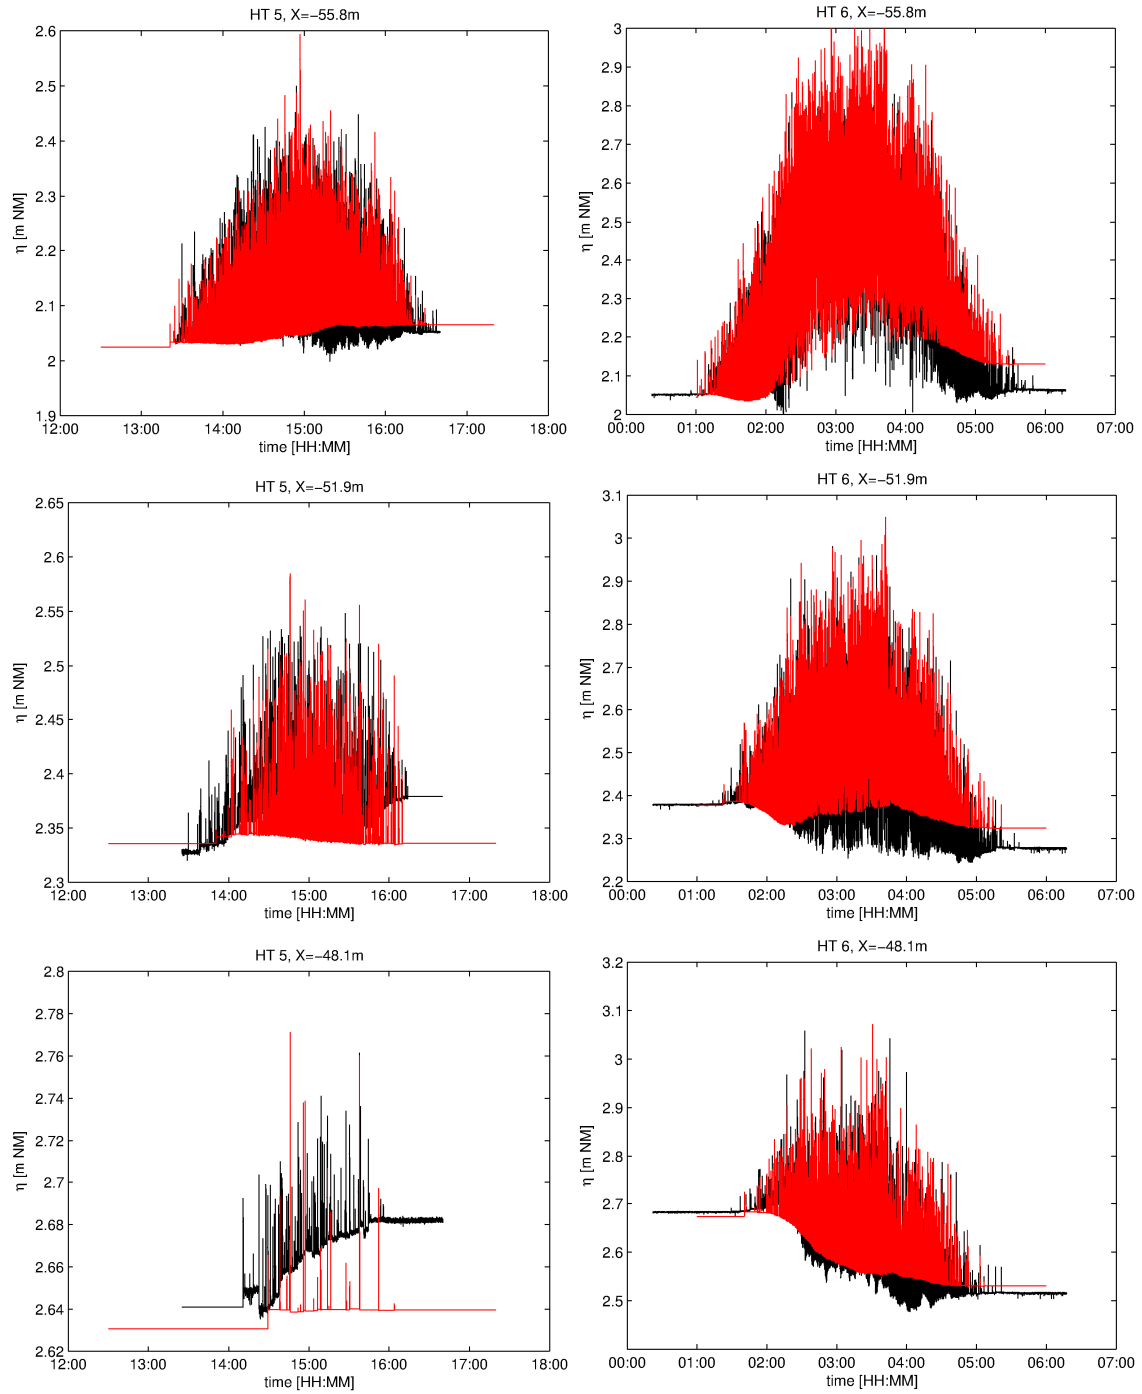 HT 5, X=−55.8m
2.6
2.5
2.4
2.3
2.2
2.1
2
1.9
η [m NM]
12:00 13:00 14:00 15:00 16:00 17:00 18:00
time [HH:MM]
HT 6, X=−55.8m
3
2.9
2.8
2.7
2.6
2.5
2.4
2.3
2.2
2.1
2
η [m NM]
00:00 01:00 02:00 03:00 04:00 05:00 06:00 07:00
time [HH:MM]
HT 5, X=−51.9m
2.65
2.6
2.55
2.5
2.45
2.4
2.35
2.3
η [m NM]
12:00 13:00 14:00 15:00 16:00 17:00 18:00
time [HH:MM]
HT 6, X=−51.9m
3.1
3
2.9
2.8
2.7
2.6
2.5
2.4
2.3
2.2
η [m NM]
00:00 01:00 02:00 03:00 04:00 05:00 06:00 07:00
time [HH:MM]
HT 5, X=−48.1m
2.8
2.78
2.76
2.74
2.72
2.7
2.68
2.66
2.64
2.62
η [m NM]
12:00 13:00 14:00 15:00 16:00 17:00 18:00
time [HH:MM]
HT 6, X=−48.1m
3.2
3.1
3
2.9
2.8
2.7
2.6
2.5
η [m NM]
00:00 01:00 02:00 03:00 04:00 05:00 06:00 07:00
time [HH:MM]